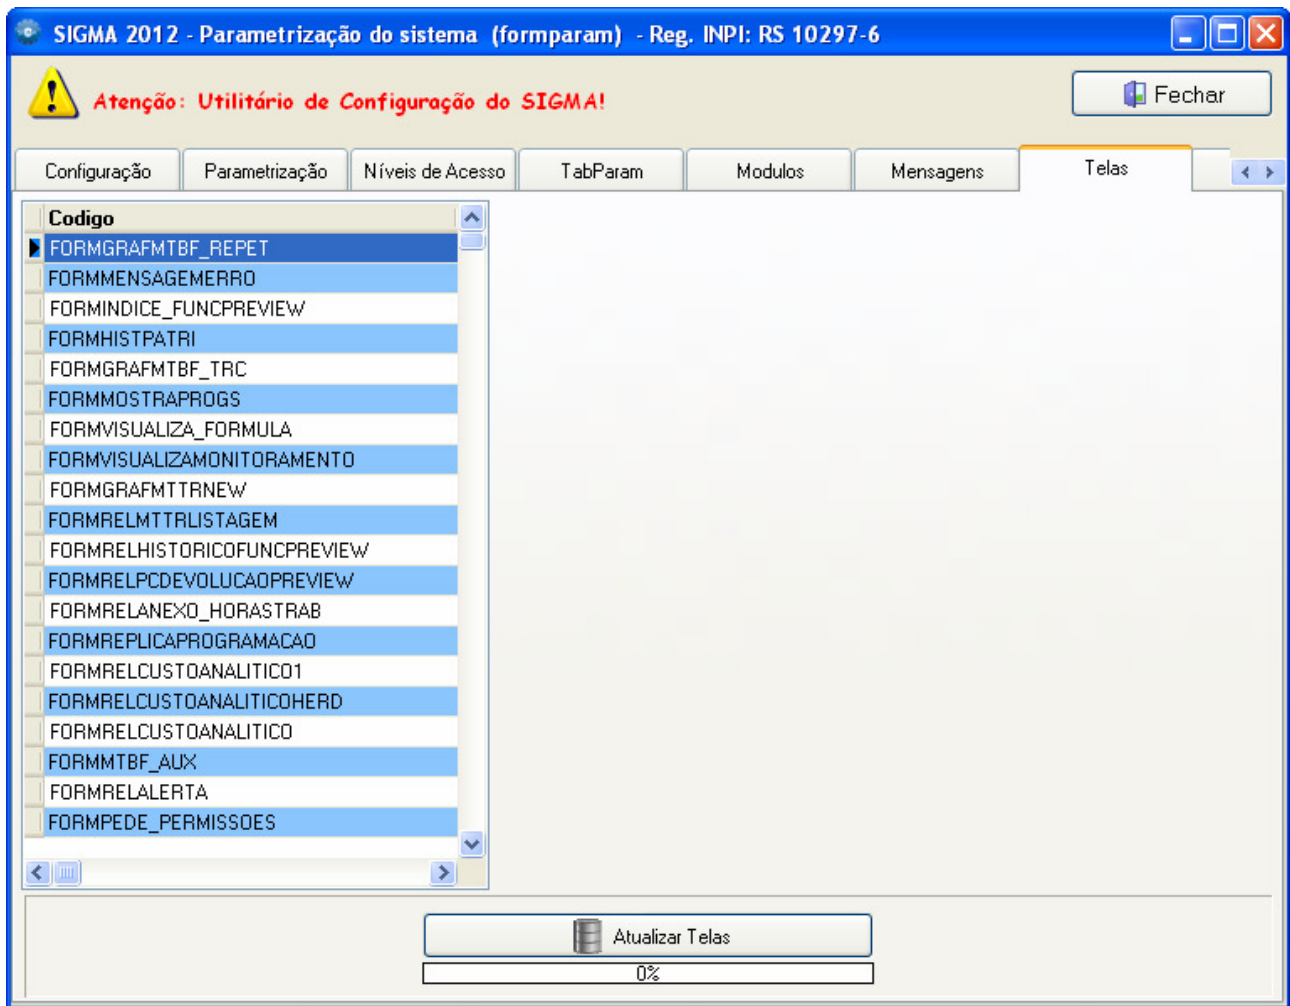 SIGMA 2012 - Parametrização do sistema (formparam) - Reg. INPI: RS 10297-6
Atenção: Utilitário de Configuração do SIGMA!
Fechar
Configuração Parametrização Níveis de Acesso TabParam Modulos Mensagens Telas
Codigo
FORMGRAFMTBF_REPET
FORMMENSAGEMERRO
FORMINDICE_FUNCPREVIEW
FORMHISTPATRI
FORMGRAFMTBF_TRC
FORMMOSTRAPROGS
FORMVISUALIZA_FORMULA
FORMVISUALIZAMONITORAMENTO
FORMGRAFMTTRNEW
FORMRELMTTRLISTAGEM
FORMRELHISTORICOFUNCPREVIEW
FORMRELPCDEVOLUCAOPREVIEW
FORMRELANEXO_HORASTRAB
FORMREPLICAPROGRAMACAO
FORMRELCUSTOANALITICO1
FORMRELCUSTOANALITICOHERD
FORMRELCUSTOANALITICO
FORMMTBF_AUX
FORMRELALERTA
FORMPEDE_PERMISSOES
Atualizar Telas
0%